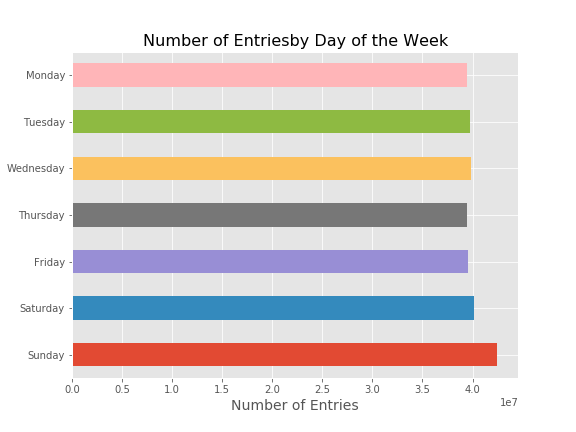 Number of Entriesby Day of the Week
Monday
Tuesday
Wednesday
Thursday
Friday
Saturday
Sunday
0.0 0.5 1.0 1.5 2.0 2.5 3.0 3.5 4.0
1e7
Number of Entries